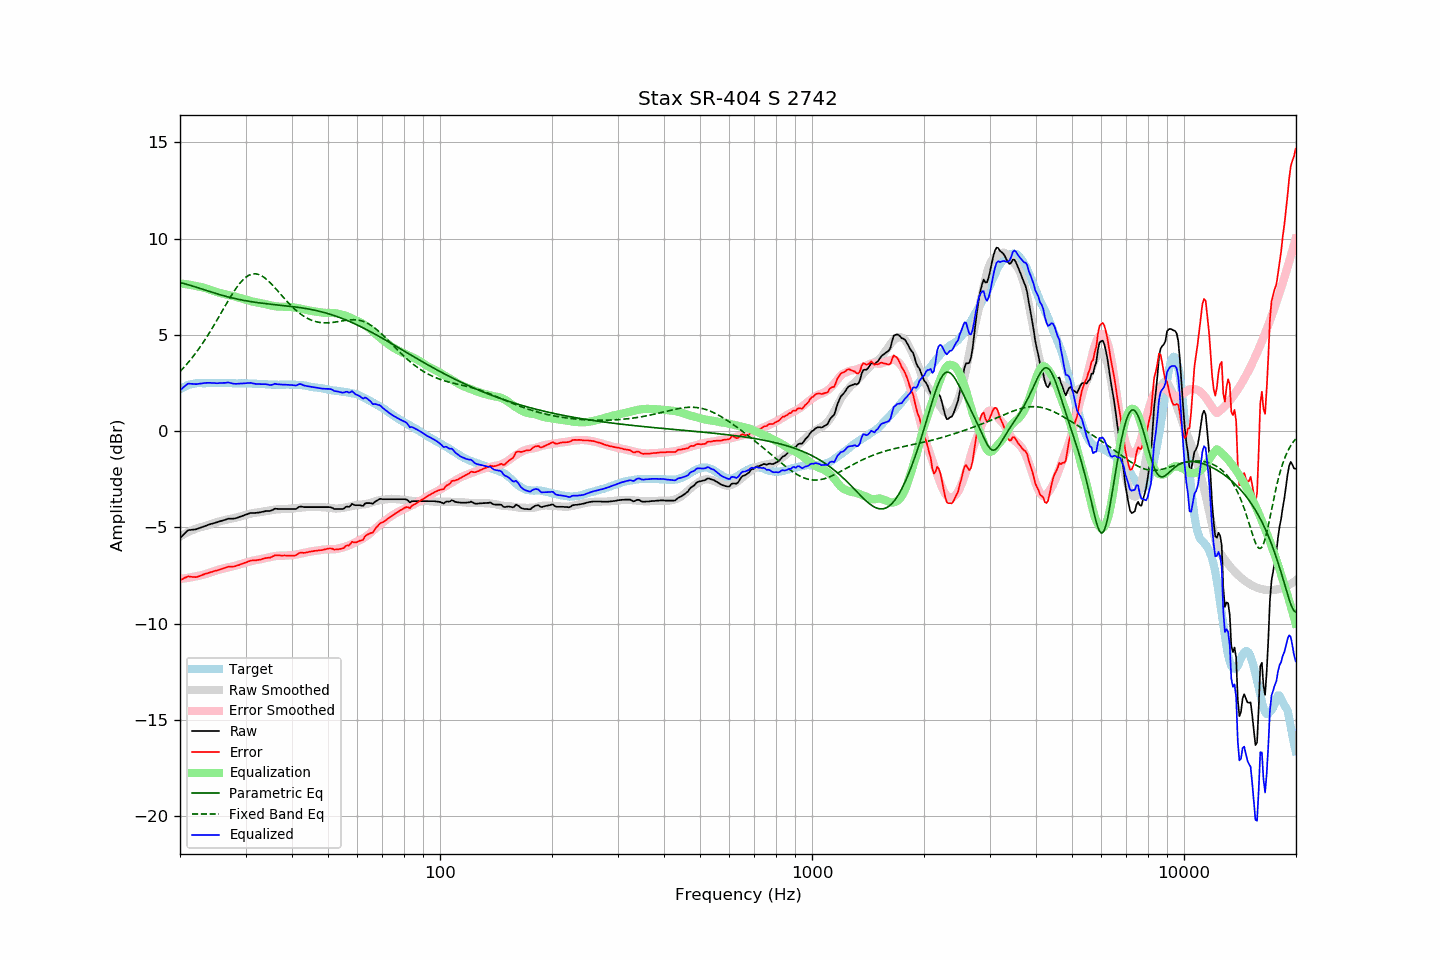 Stax SR-404 S 2742
15
10
5
0
−5
−10
−15
−20
Amplitude (dBr)
Target
Raw Smoothed
Error Smoothed
Raw
Error
Equalization
Parametric Eq
Fixed Band Eq
Equalized
100 1000 10000
Frequency (Hz)